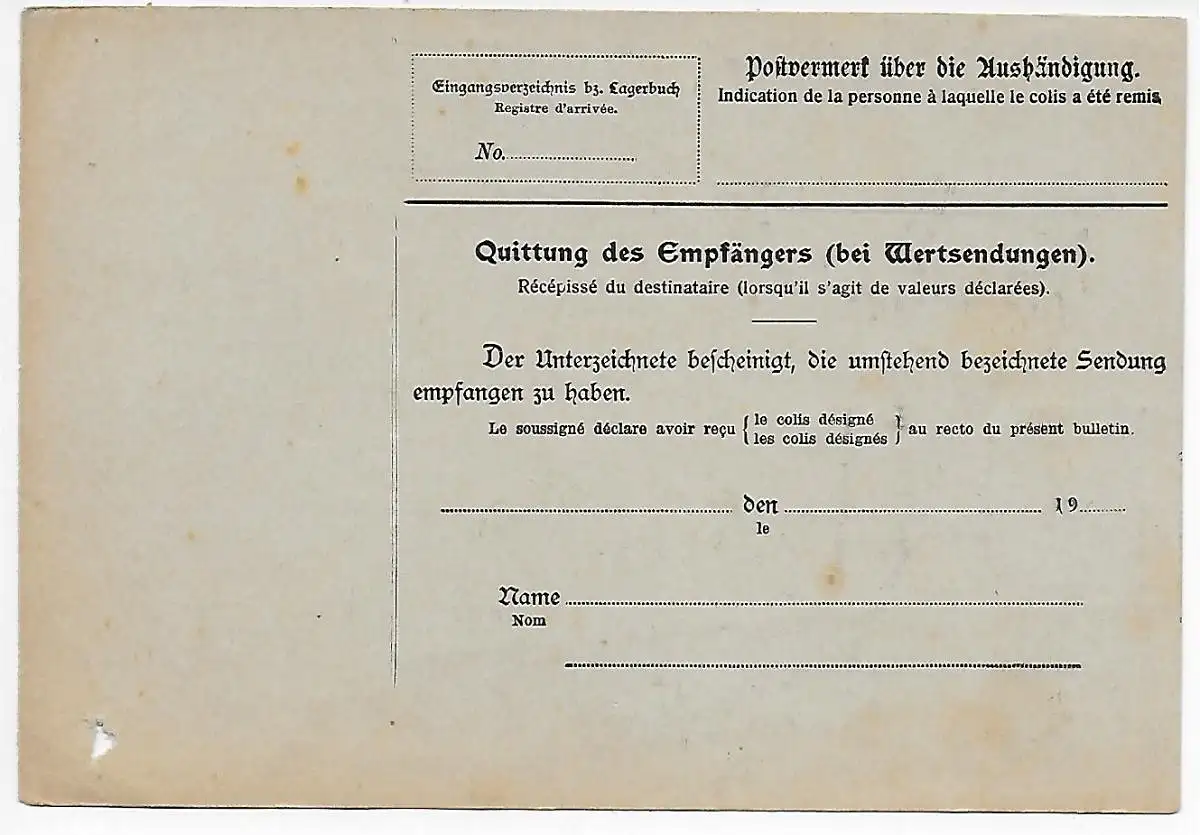 Eingangsverzeichnis bz. Lagerbuch
Registre d'arrivée.
No.
Postvermerk über die Aushändigung.
Indication de la personne à laquelle le colis a été remis
Quittung des Empfängers (bei Wertsendungen).
Récépissé du destinataire (lorsqu'il s'agit de valeurs déclarées).
Der Unterzeichnete bescheinigt, die umstehend bezeichnete Sendung
empfangen zu haben.
Le soussigné déclare avoir reçu { le colis désigné } au recto du présent bulletin.
les colis désignés
den 19
le
Name
Nom